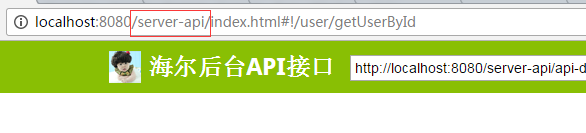 localhost:8080/server-api/index.html#!/user/getUserById
海尔后台API接口 http://localhost:8080/server-api/api-d